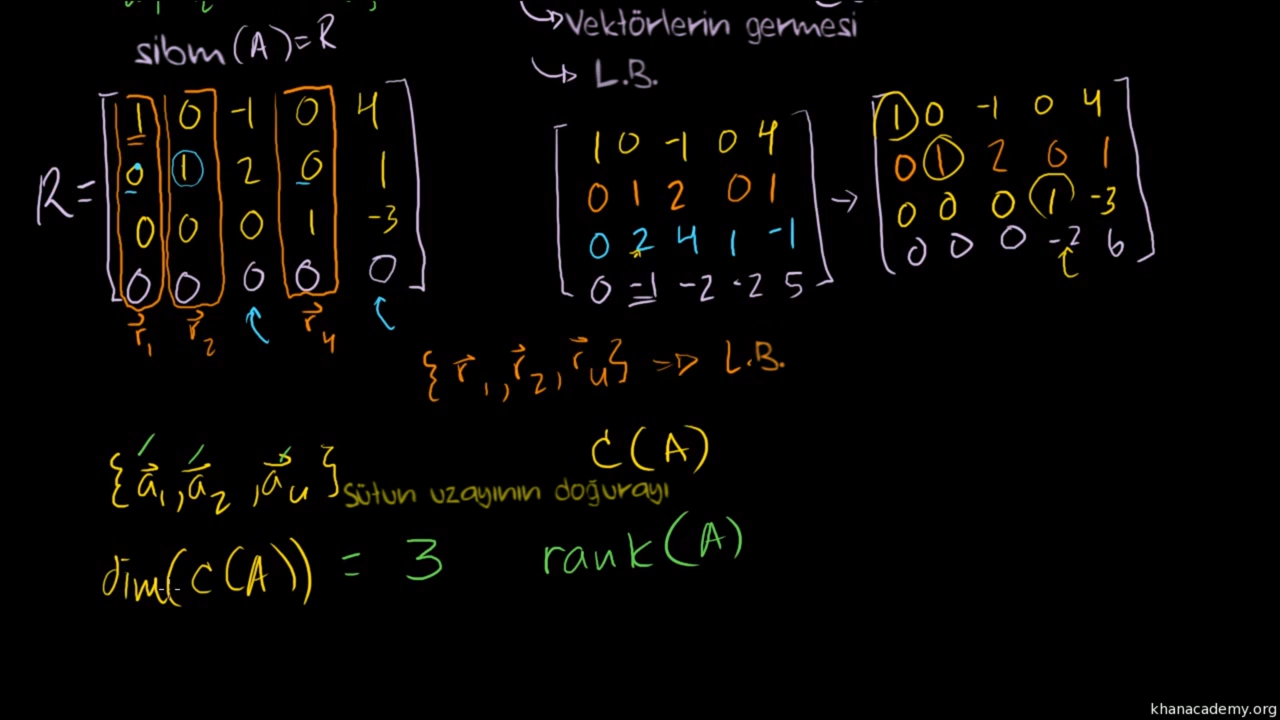 Vektörlerin germesi
sibm(A)=R
L.B.
R= 1 0 -1 0 4
0 1 2 0 1
0 0 0 1 -3
0 0 0 0 0
r1 r2 r4
1 0 -1 0 4
0 1 2 0 1
0 2 4 1 -1
0 -1 -2 -2 5
→
1 0 -1 0 4
0 1 2 0 1
0 0 0 1 -3
0 0 0 -2 6
{r1, r2, r4} => L.B.
C(A)
{a1, a2, a4} Sütun uzayının doğurayı
dim(C(A)) = 3 rank(A)
khanacademy.org